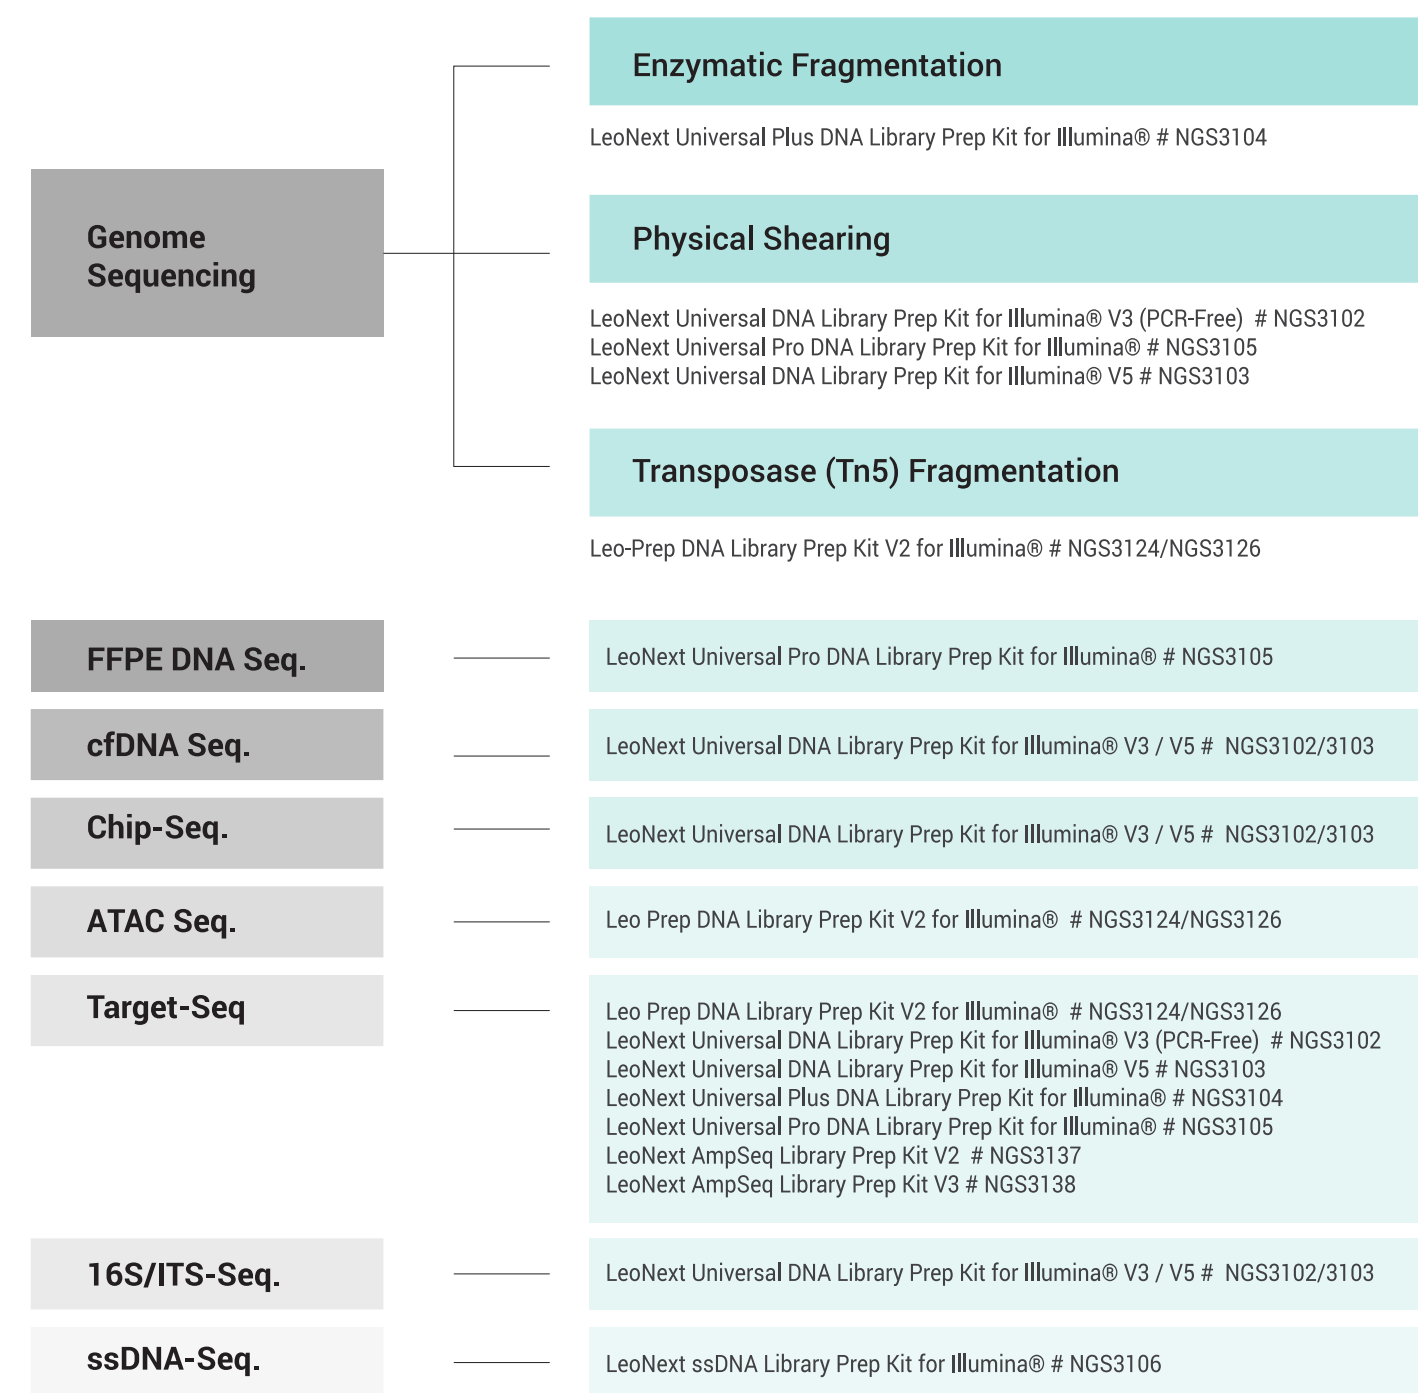 Enzymatic Fragmentation
LeoNext Universal Plus DNA Library Prep Kit for Illumina® # NGS3104
Genome
Sequencing
Physical Shearing
LeoNext Universal DNA Library Prep Kit for Illumina® V3 (PCR-Free) # NGS3102
LeoNext Universal Pro DNA Library Prep Kit for Illumina® # NGS3105
LeoNext Universal DNA Library Prep Kit for Illumina® V5 # NGS3103
Transposase (Tn5) Fragmentation
Leo-Prep DNA Library Prep Kit V2 for Illumina® # NGS3124/NGS3126
FFPE DNA Seq.
LeoNext Universal Pro DNA Library Prep Kit for Illumina® # NGS3105
cfDNA Seq.
LeoNext Universal DNA Library Prep Kit for Illumina® V3 / V5 # NGS3102/3103
Chip-Seq.
LeoNext Universal DNA Library Prep Kit for Illumina® V3 / V5 # NGS3102/3103
ATAC Seq.
Leo Prep DNA Library Prep Kit V2 for Illumina® # NGS3124/NGS3126
Target-Seq
Leo Prep DNA Library Prep Kit V2 for Illumina® # NGS3124/NGS3126
LeoNext Universal DNA Library Prep Kit for Illumina® V3 (PCR-Free) # NGS3102
LeoNext Universal DNA Library Prep Kit for Illumina® V5 # NGS3103
LeoNext Universal Plus DNA Library Prep Kit for Illumina® # NGS3104
LeoNext Universal Pro DNA Library Prep Kit for Illumina® # NGS3105
LeoNext AmpSeq Library Prep Kit V2 # NGS3137
LeoNext AmpSeq Library Prep Kit V3 # NGS3138
16S/ITS-Seq.
LeoNext Universal DNA Library Prep Kit for Illumina® V3 / V5 # NGS3102/3103
ssDNA-Seq.
LeoNext ssDNA Library Prep Kit for Illumina® # NGS3106